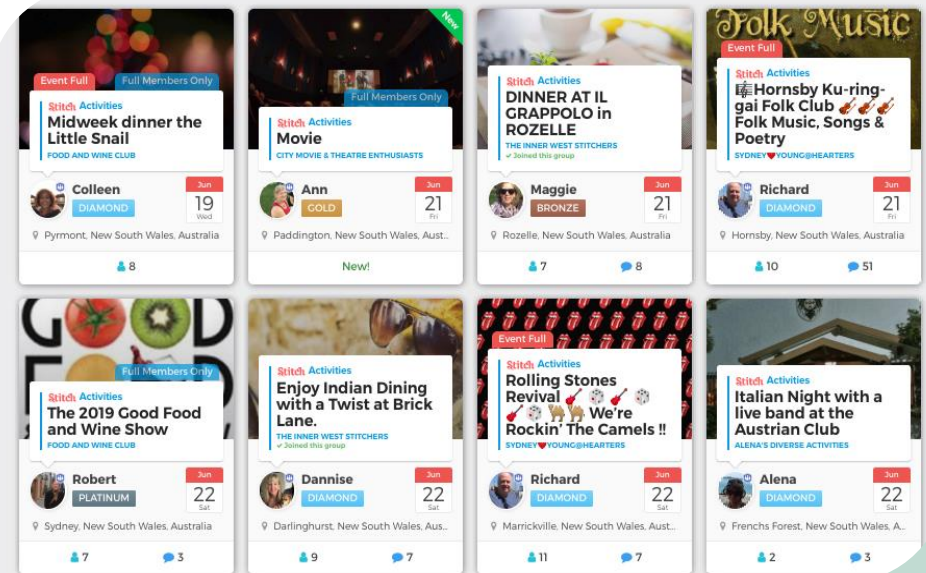 Event Full
Full Members Only
Stitch Activities
Midweek dinner the
Little Snail
FOOD AND WINE CLUB
Colleen
DIAMOND
Jun
19
Wed
Pyrmont, New South Wales, Australia
8
New
Full Members Only
Stitch Activities
Movie
CITY MOVIE & THEATRE ENTHUSIASTS
Ann
GOLD
Jun
21
Fri
Paddington, New South Wales, Aust...
New!
Stitch Activities
DINNER AT IL
GRAPPOLO in
ROZELLE
THE INNER WEST STITCHERS
✓ Joined this group
Maggie
BRONZE
Jun
21
Fri
Rozelle, New South Wales, Australia
7
8
Folk Music
Event Full
Stitch Activities
🎼Hornsby Ku-ring-
gai Folk Club 🎻🎻🎻
Folk Music, Songs &
Poetry
SYDNEY❤YOUNG@HEARTERS
Richard
DIAMOND
Jun
21
Fri
Hornsby, New South Wales, Australia
10
51
GOOD
Full Members Only
Stitch Activities
The 2019 Good Food
and Wine Show
FOOD AND WINE CLUB
Robert
PLATINUM
Jun
22
Sat
Sydney, New South Wales, Australia
7
3
Stitch Activities
Enjoy Indian Dining
with a Twist at Brick
Lane.
THE INNER WEST STITCHERS
✓ Joined this group
Dannise
DIAMOND
Jun
22
Sat
Darlinghurst, New South Wales, Aus...
9
7
Event Full
Stitch Activities
Rolling Stones
Revival 🎸🎲🎸🎲
🎸🎲🐫🐫 We're
Rockin' The Camels !!
SYDNEY❤YOUNG@HEARTERS
Richard
DIAMOND
Jun
22
Sat
Marrickville, New South Wales, Aust...
11
7
Stitch Activities
Italian Night with a
live band at the
Austrian Club
ALENA'S DIVERSE ACTIVITIES
Alena
DIAMOND
Jun
22
Sat
Frenchs Forest, New South Wales, A...
2
3